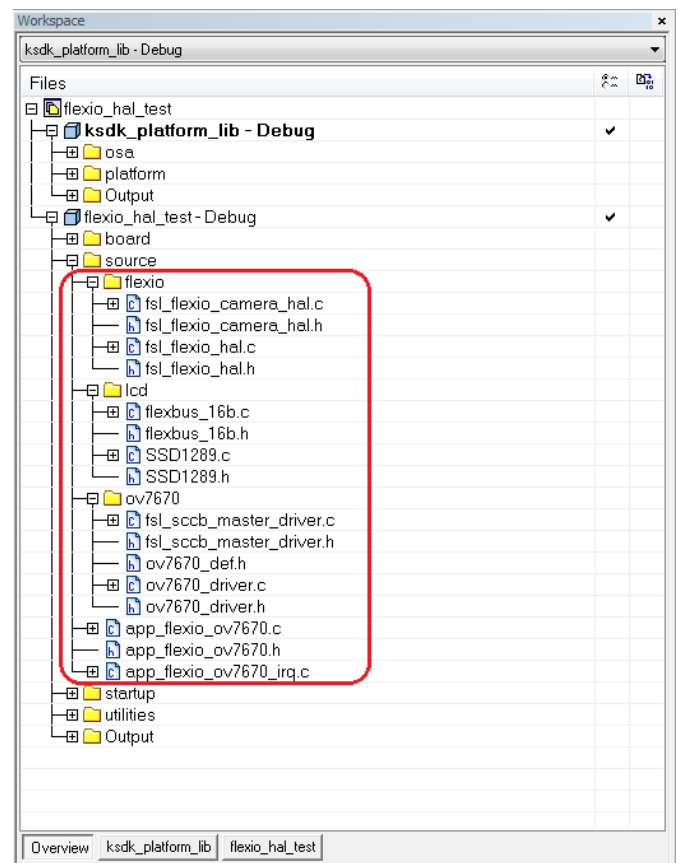 Workspace x
ksdk_platform_lib - Debug
Files
flexio_hal_test
ksdk_platform_lib - Debug
osa
platform
Output
flexio_hal_test - Debug
board
source
flexio
fsl_flexio_camera_hal.c
fsl_flexio_camera_hal.h
fsl_flexio_hal.c
fsl_flexio_hal.h
lcd
flexbus_16b.c
flexbus_16b.h
SSD1289.c
SSD1289.h
ov7670
fsl_sccb_master_driver.c
fsl_sccb_master_driver.h
ov7670_def.h
ov7670_driver.c
ov7670_driver.h
app_flexio_ov7670.c
app_flexio_ov7670.h
app_flexio_ov7670_irq.c
startup
utilities
Output
Overview ksdk_platform_lib flexio_hal_test